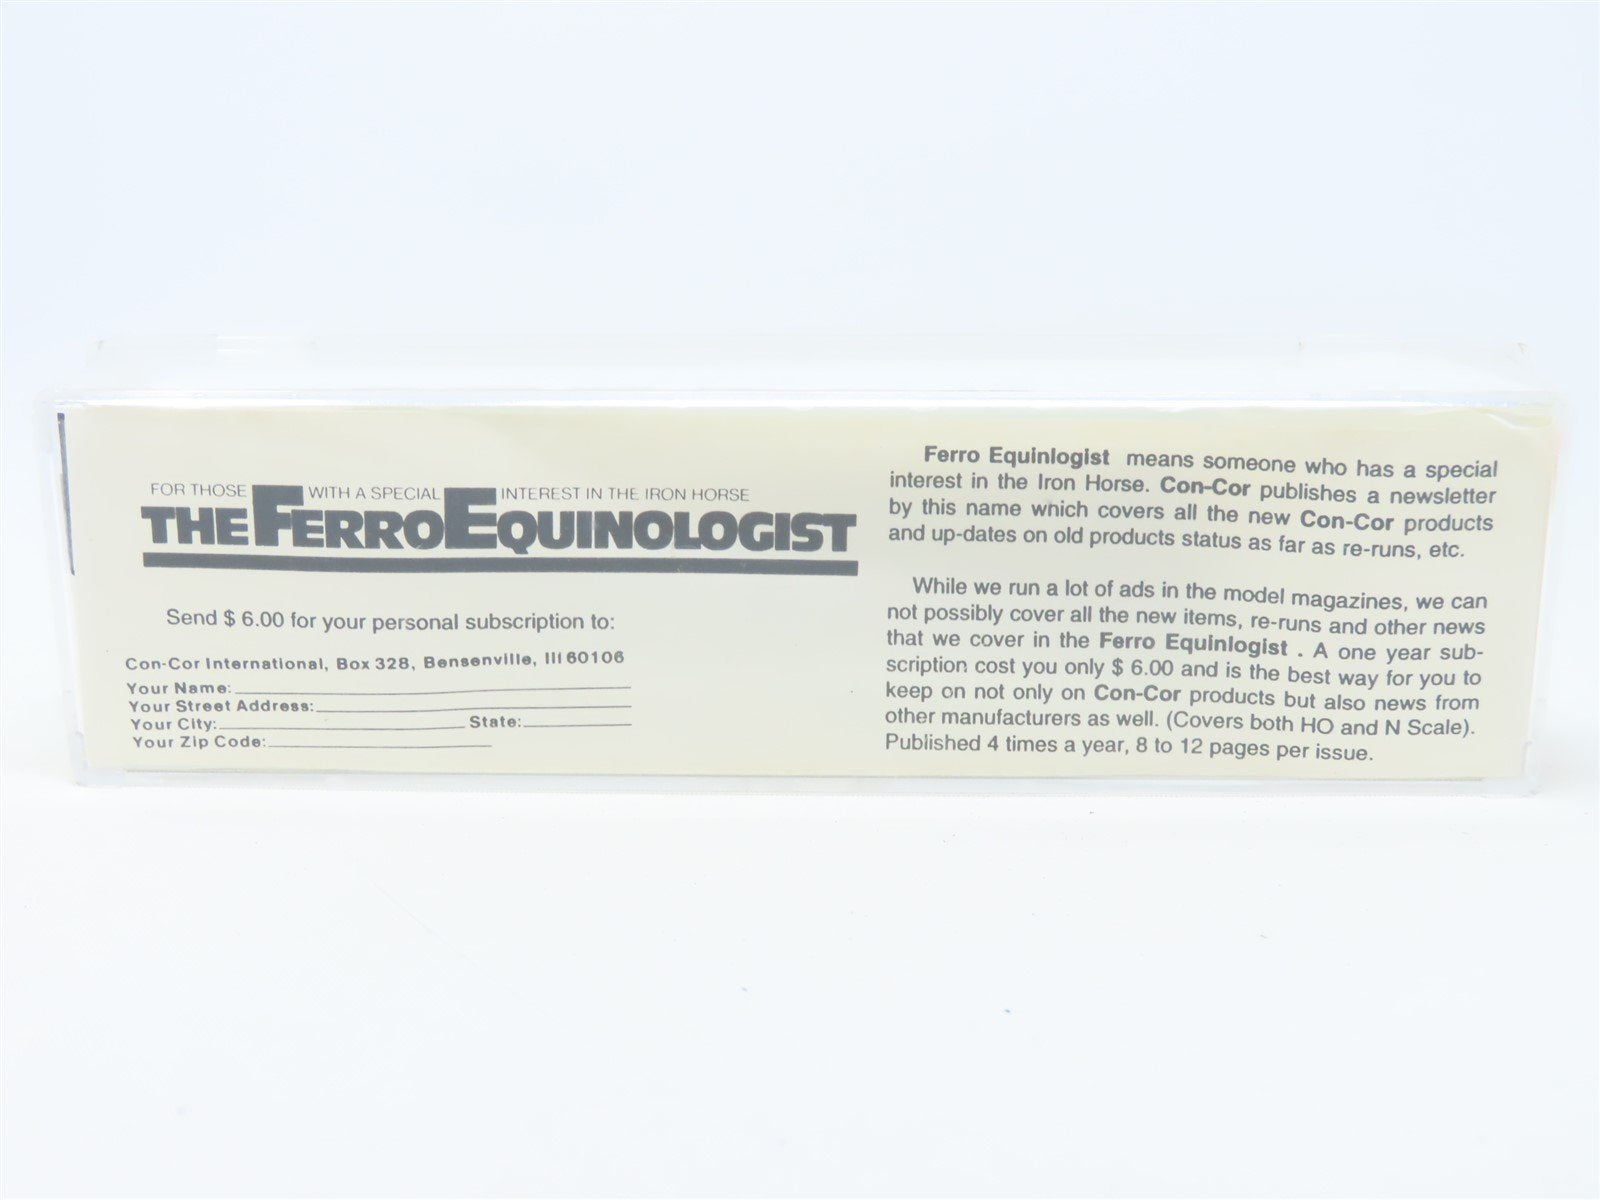 FOR THOSE WITH A SPECIAL INTEREST IN THE IRON HORSE
THE FERRO EQUINOLOGIST
Send $ 6.00 for your personal subscription to:
Con-Cor International, Box 328, Bensenville, Ill 60106
Your Name:
Your Street Address:
Your City: State:
Your Zip Code:
Ferro Equinlogist means someone who has a special
interest in the Iron Horse. Con-Cor publishes a newsletter
by this name which covers all the new Con-Cor products
and up-dates on old products status as far as re-runs, etc.
While we run a lot of ads in the model magazines, we can
not possibly cover all the new items, re-runs and other news
that we cover in the Ferro Equinlogist . A one year sub-
scription cost you only $ 6.00 and is the best way for you to
keep on not only on Con-Cor products but also news from
other manufacturers as well. (Covers both HO and N Scale).
Published 4 times a year, 8 to 12 pages per issue.